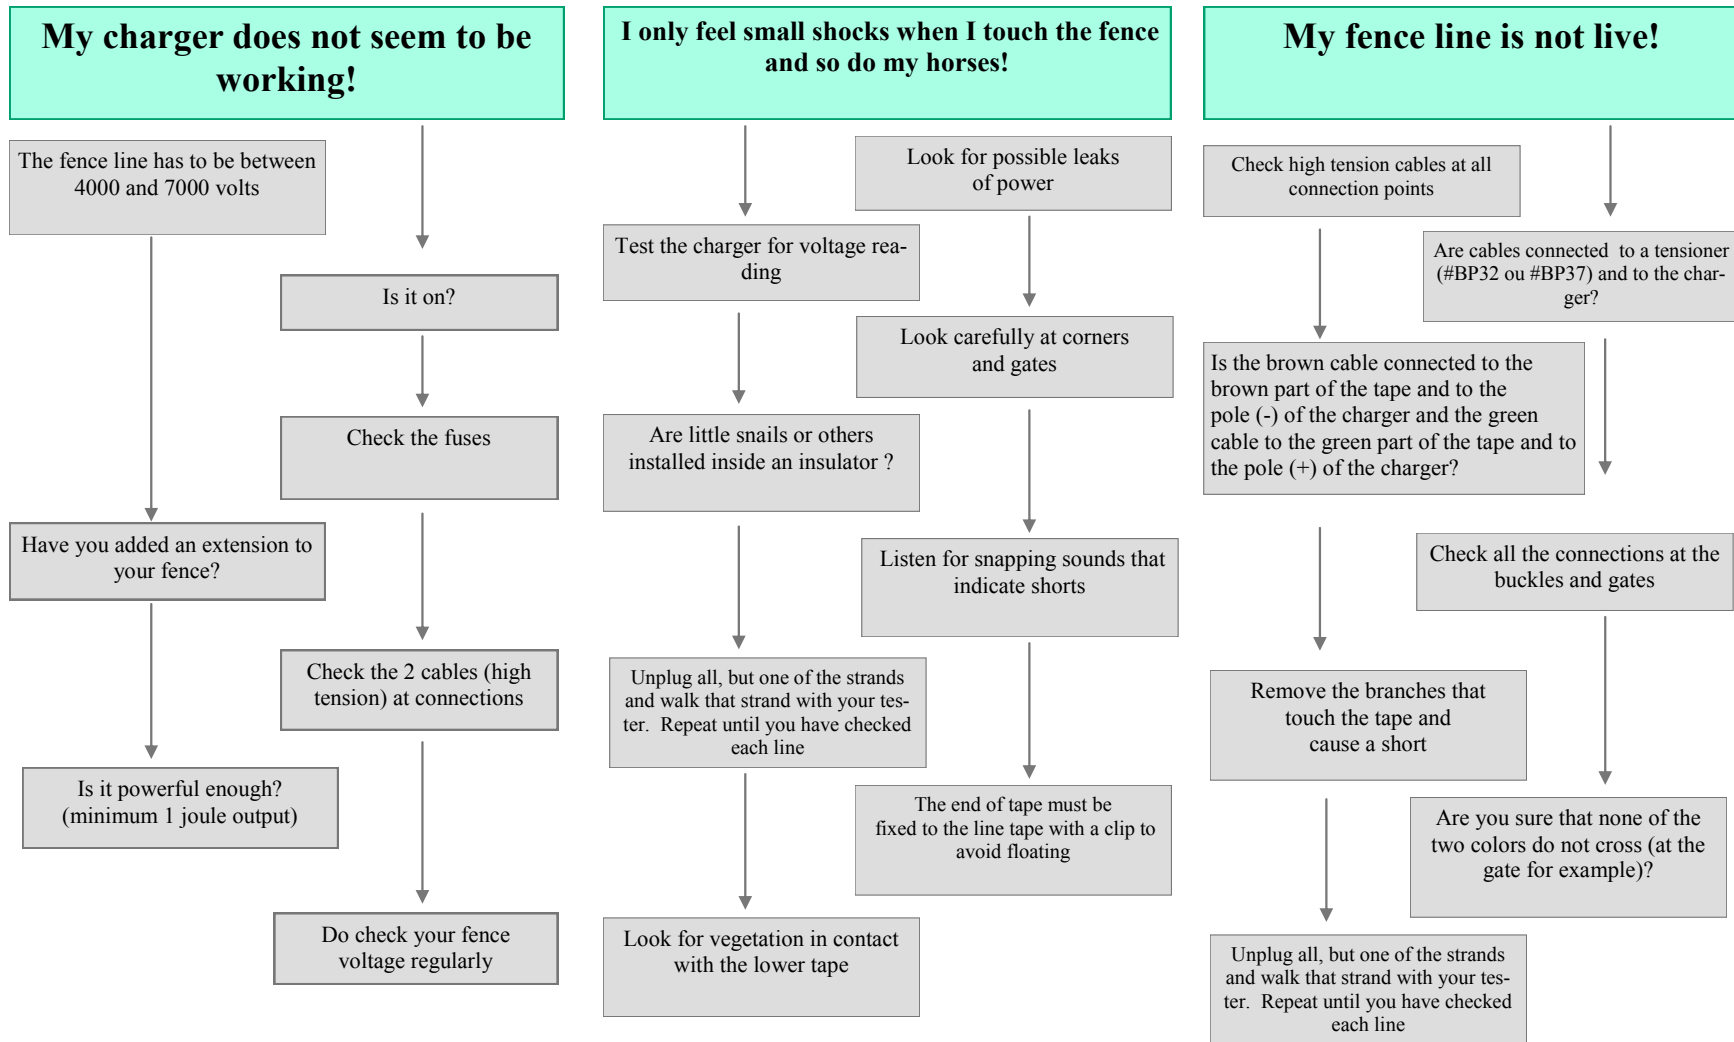 My charger does not seem to be
working!
The fence line has to be between
4000 and 7000 volts
Have you added an extension to
your fence?
Is it powerful enough?
(minimum 1 joule output)
Is it on?
Check the fuses
Check the 2 cables (high
tension) at connections
Do check your fence
voltage regularly
I only feel small shocks when I touch the fence
and so do my horses!
Test the charger for voltage rea-
ding
Are little snails or others
installed inside an insulator ?
Unplug all, but one of the strands
and walk that strand with your tes-
ter.  Repeat until you have checked
each line
Look for vegetation in contact
with the lower tape
Look for possible leaks
of power
Look carefully at corners
and gates
Listen for snapping sounds that
indicate shorts
The end of tape must be
fixed to the line tape with a clip to
avoid floating
My fence line is not live!
Check high tension cables at all
connection points
Is the brown cable connected to the
brown part of the tape and to the
pole (-) of the charger and the green
cable to the green part of the tape and to
the pole (+) of the charger?
Remove the branches that
touch the tape and
cause a short
Unplug all, but one of the strands
and walk that strand with your tes-
ter.  Repeat until you have checked
each line
Are cables connected  to a tensioner
(#BP32 ou #BP37) and to the char-
ger?
Check all the connections at the
buckles and gates
Are you sure that none of the
two colors do not cross (at the
gate for example)?